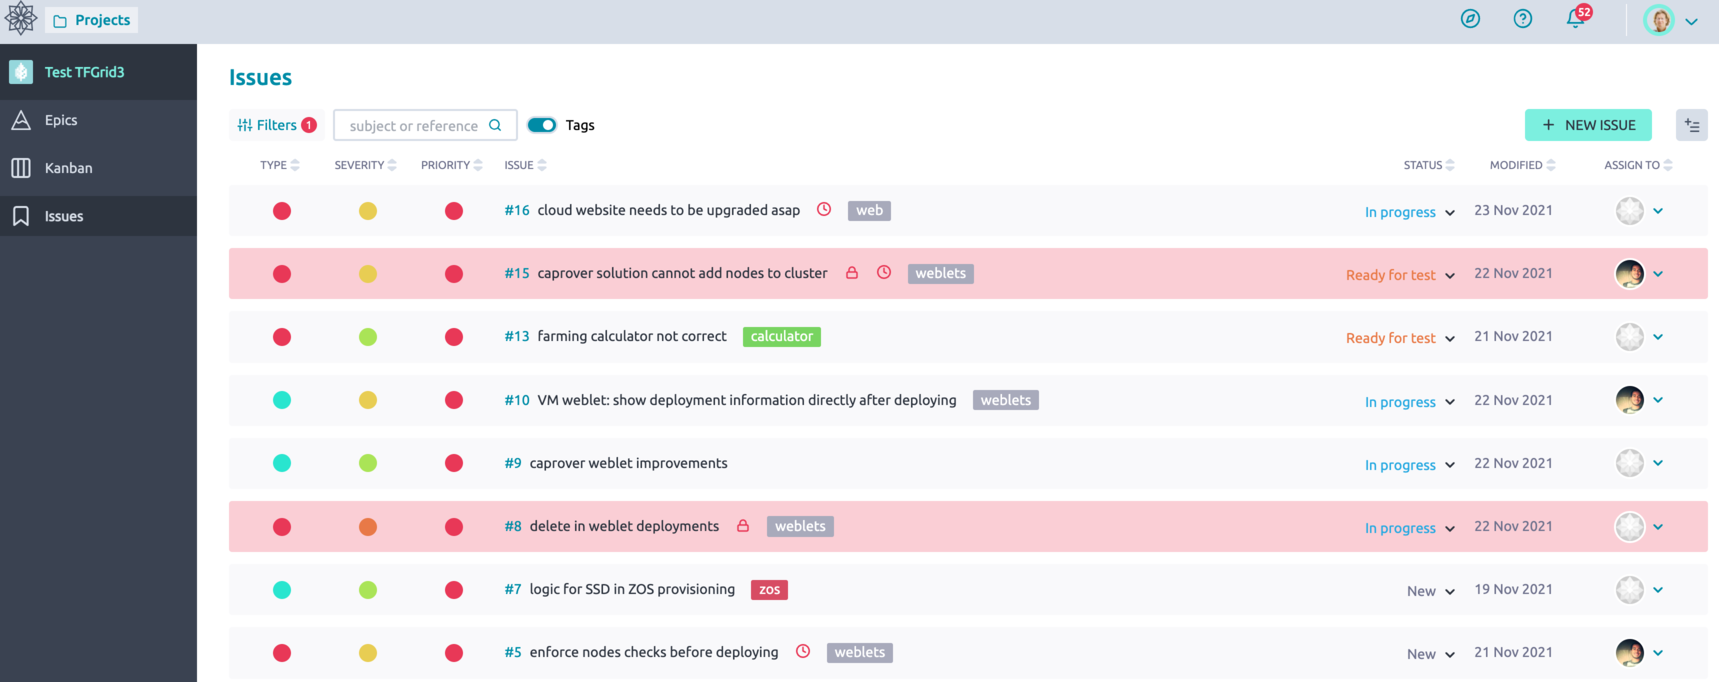 Projects
52
Test TFGrid3
Epics
Kanban
Issues
Issues
Filters 1
subject or reference
Tags
+ NEW ISSUE
TYPE SEVERITY PRIORITY ISSUE STATUS MODIFIED ASSIGN TO
#16 cloud website needs to be upgraded asap web In progress 23 Nov 2021
#15 caprover solution cannot add nodes to cluster weblets Ready for test 22 Nov 2021
#13 farming calculator not correct calculator Ready for test 21 Nov 2021
#10 VM weblet: show deployment information directly after deploying weblets In progress 22 Nov 2021
#9 caprover weblet improvements In progress 22 Nov 2021
#8 delete in weblet deployments weblets In progress 22 Nov 2021
#7 logic for SSD in ZOS provisioning zos New 19 Nov 2021
#5 enforce nodes checks before deploying weblets New 21 Nov 2021